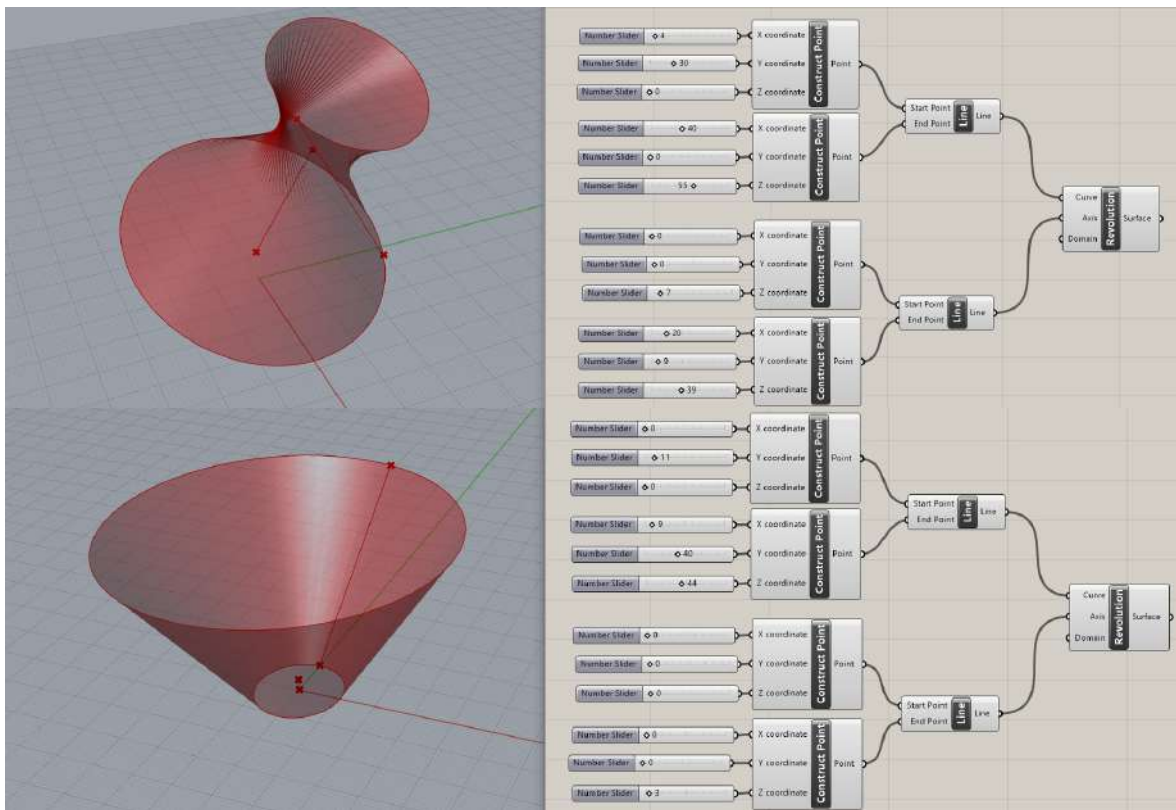 Number Slider 4 X coordinate
Number Slider 30 Y coordinate Point
Number Slider 0 Z coordinate
Construct Point
Number Slider 40 X coordinate
Number Slider 0 Y coordinate Point
Number Slider 55 Z coordinate
Construct Point
Start Point Line
End Point
Line
Number Slider 0 X coordinate
Number Slider 0 Y coordinate Point
Number Slider 7 Z coordinate
Construct Point
Number Slider 20 X coordinate
Number Slider 9 Y coordinate Point
Number Slider 39 Z coordinate
Construct Point
Start Point Line
End Point
Line
Curve
Axis Surface
Domain
Revolution
Number Slider 0 X coordinate
Number Slider 11 Y coordinate Point
Number Slider 0 Z coordinate
Construct Point
Number Slider 9 X coordinate
Number Slider 40 Y coordinate Point
Number Slider 44 Z coordinate
Construct Point
Start Point Line
End Point
Line
Number Slider 0 X coordinate
Number Slider 0 Y coordinate Point
Number Slider 0 Z coordinate
Construct Point
Number Slider 0 X coordinate
Number Slider 0 Y coordinate Point
Number Slider 3 Z coordinate
Construct Point
Start Point Line
End Point
Line
Curve
Axis Surface
Domain
Revolution